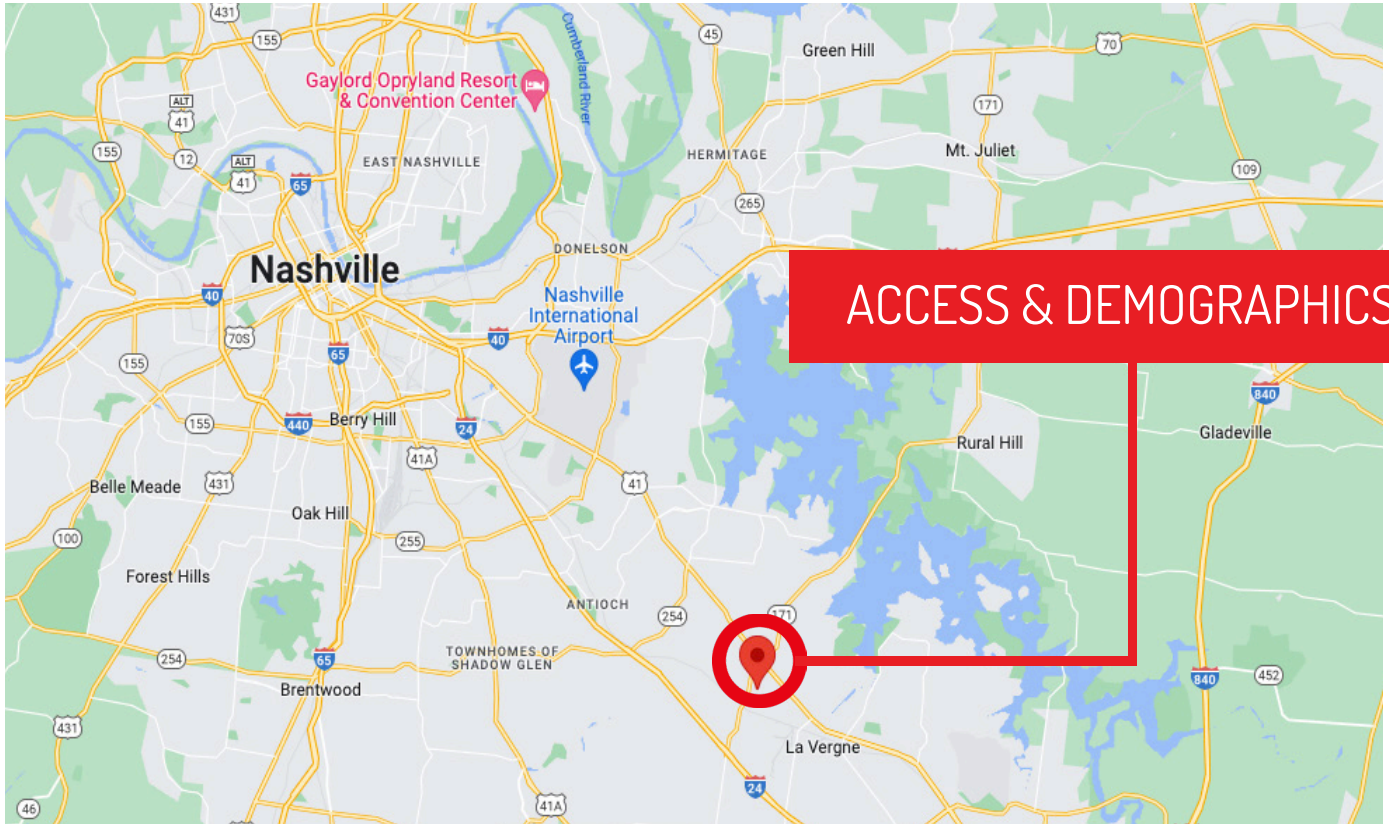 431
155
45
Green Hill
70
Gaylord Opryland Resort
& Convention Center
Cumberland River
ALT
41
171
155
12
ALT
41
EAST NASHVILLE
HERMITAGE
Mt. Juliet
65
109
265
DONELSON
Nashville
40
Nashville
International
Airport
ACCESS & DEMOGRAPHICS
70S
65
40
155
840
155
440
Berry Hill
24
Gladeville
41A
Rural Hill
Belle Meade
431
41
Oak Hill
100
255
Forest Hills
ANTIOCH
254
171
254
65
TOWNHOMES OF
SHADOW GLEN
840
452
Brentwood
431
La Vergne
24
46
41A